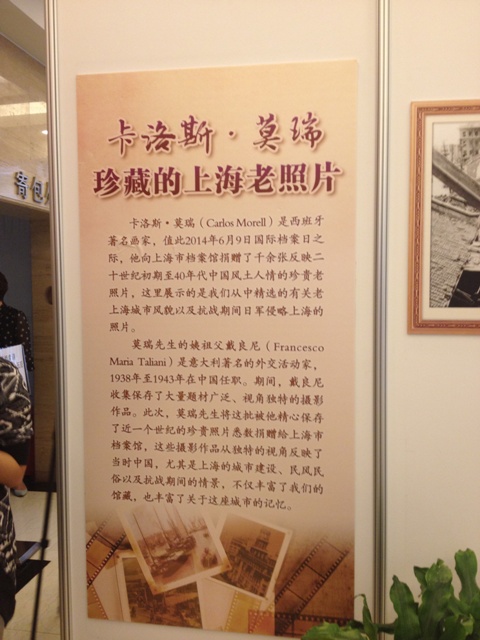 卡洛斯·莫瑞
珍藏的上海老照片
卡洛斯·莫瑞（Carlos Morell）是西班牙
著名画家，值此2014年6月9日国际档案日之
际，他向上海市档案馆捐赠了千余张反映二
十世纪初期至40年代中国风土人情的珍贵老
照片，这里展示的是我们从中精选的有关老
上海城市风貌以及抗战期间日军侵略上海的
照片。
莫瑞先生的姨祖父戴良尼（Francesco
Maria Taliani）是意大利著名的外交活动家，
1938年至1943年在中国任职。期间，戴良尼
收集保存了大量题材广泛、视角独特的摄影
作品。此次，莫瑞先生将这批被他精心保存
了近一个世纪的珍贵照片悉数捐赠给上海市
档案馆，这些摄影作品从独特的视角反映了
当时中国，尤其是上海的城市建设、民风民
俗以及抗战期间的情景，不仅丰富了我们的
馆藏，也丰富了关于这座城市的记忆。
寄包